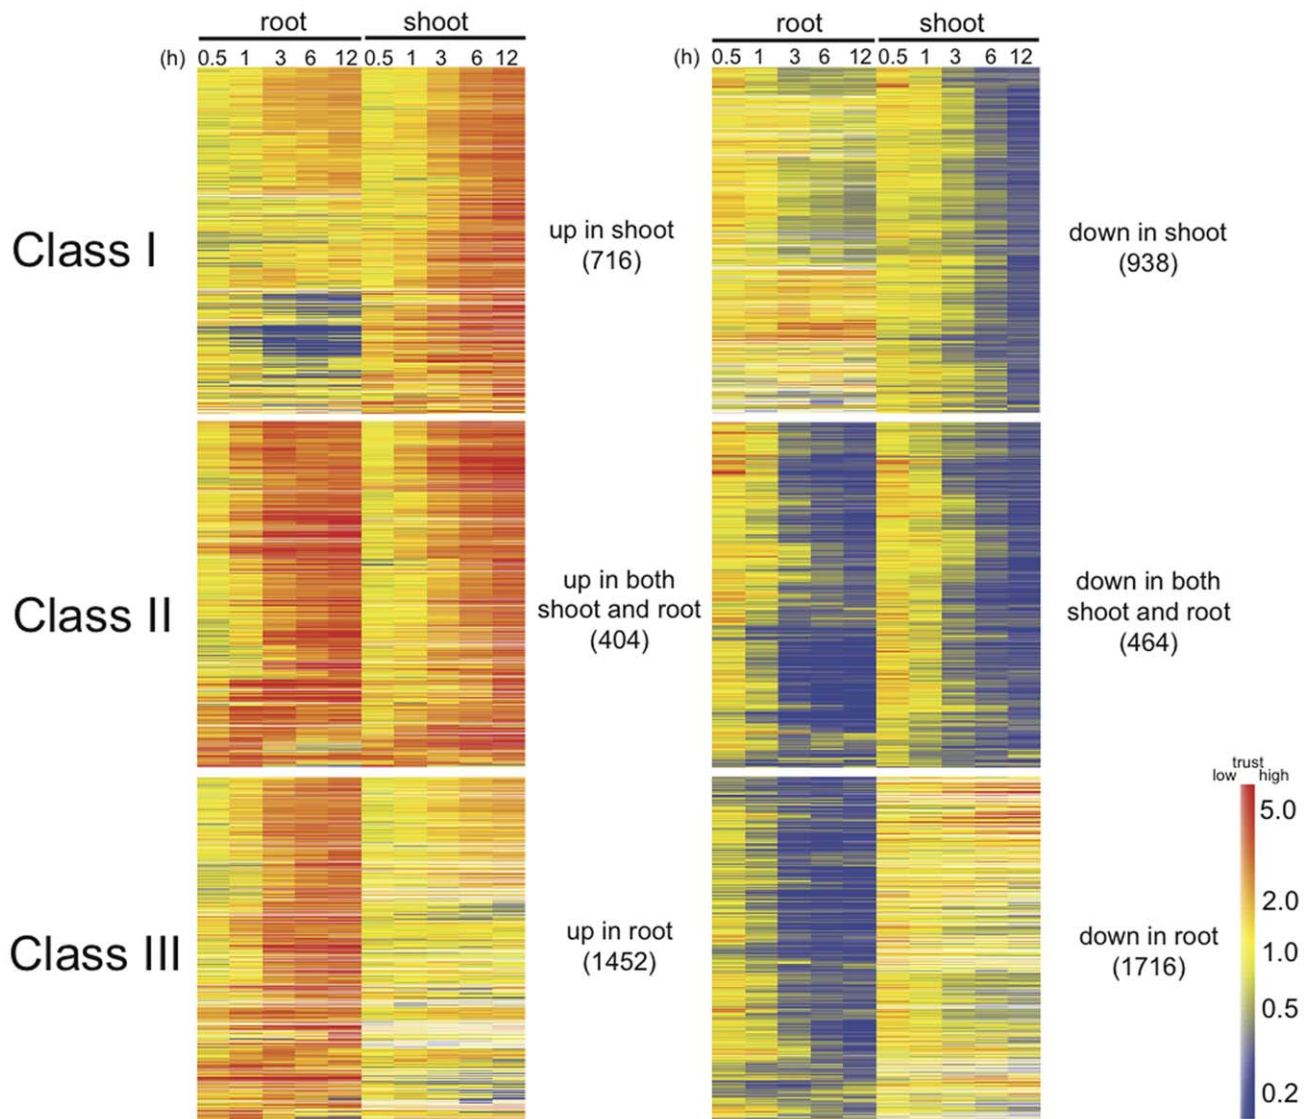 root shoot root shoot
(h) 0.5 1 3 6 12 0.5 1 3 6 12 (h) 0.5 1 3 6 12 0.5 1 3 6 12
Class I
up in shoot
(716)
down in shoot
(938)
Class II
up in both
shoot and root
(404)
down in both
shoot and root
(464)
Class III
up in root
(1452)
down in root
(1716)
trust
low high
5.0
2.0
1.0
0.5
0.2